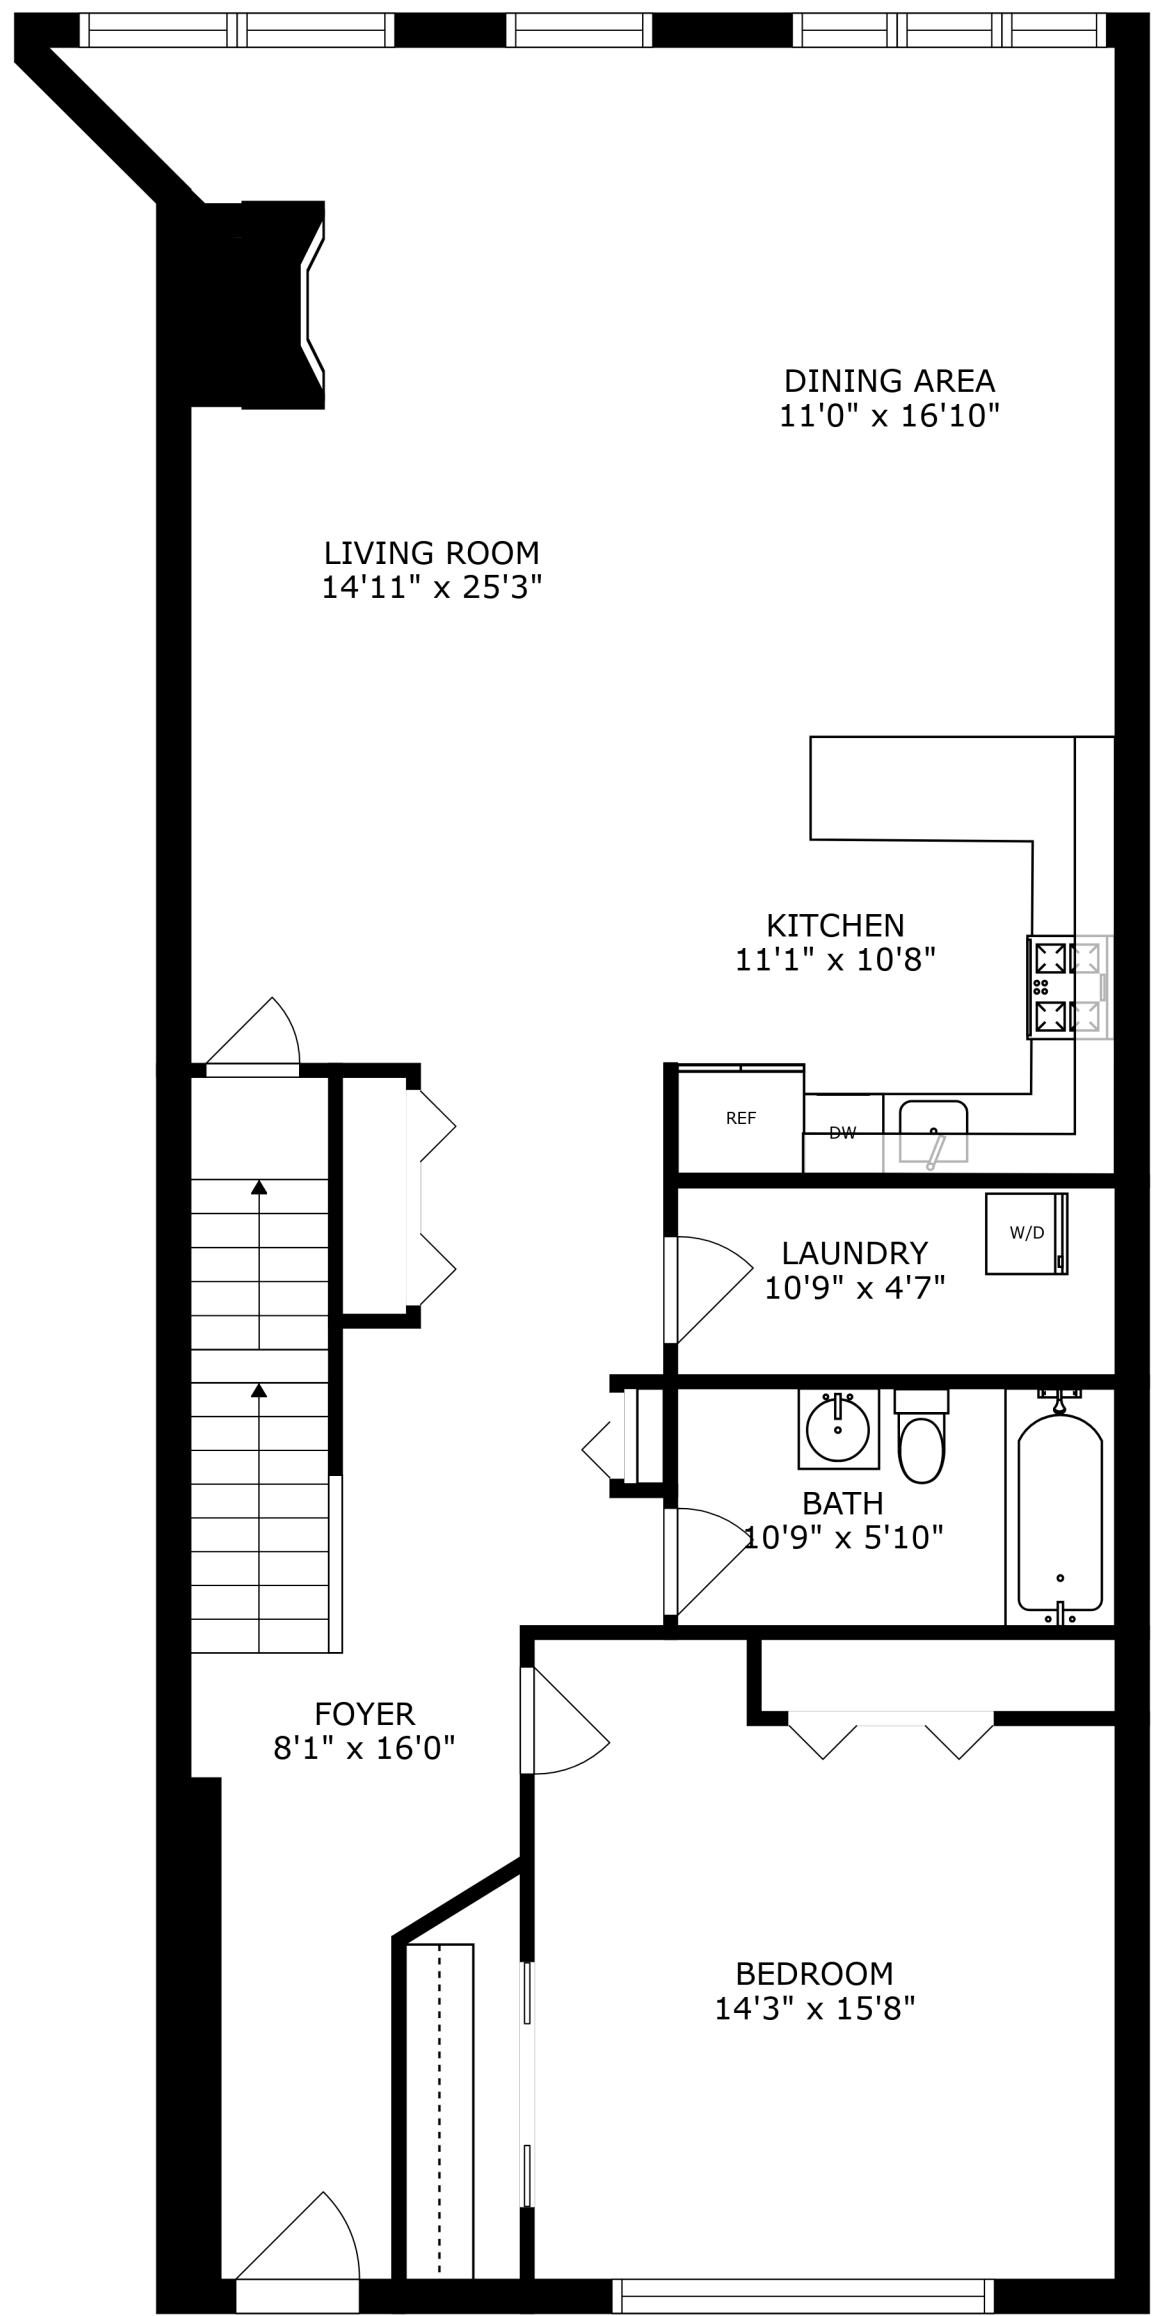 DINING AREA
11'0" x 16'10"
LIVING ROOM
14'11" x 25'3"
KITCHEN
11'1" x 10'8"
REF
DW
W/D
LAUNDRY
10'9" x 4'7"
BATH
10'9" x 5'10"
FOYER
8'1" x 16'0"
BEDROOM
14'3" x 15'8"